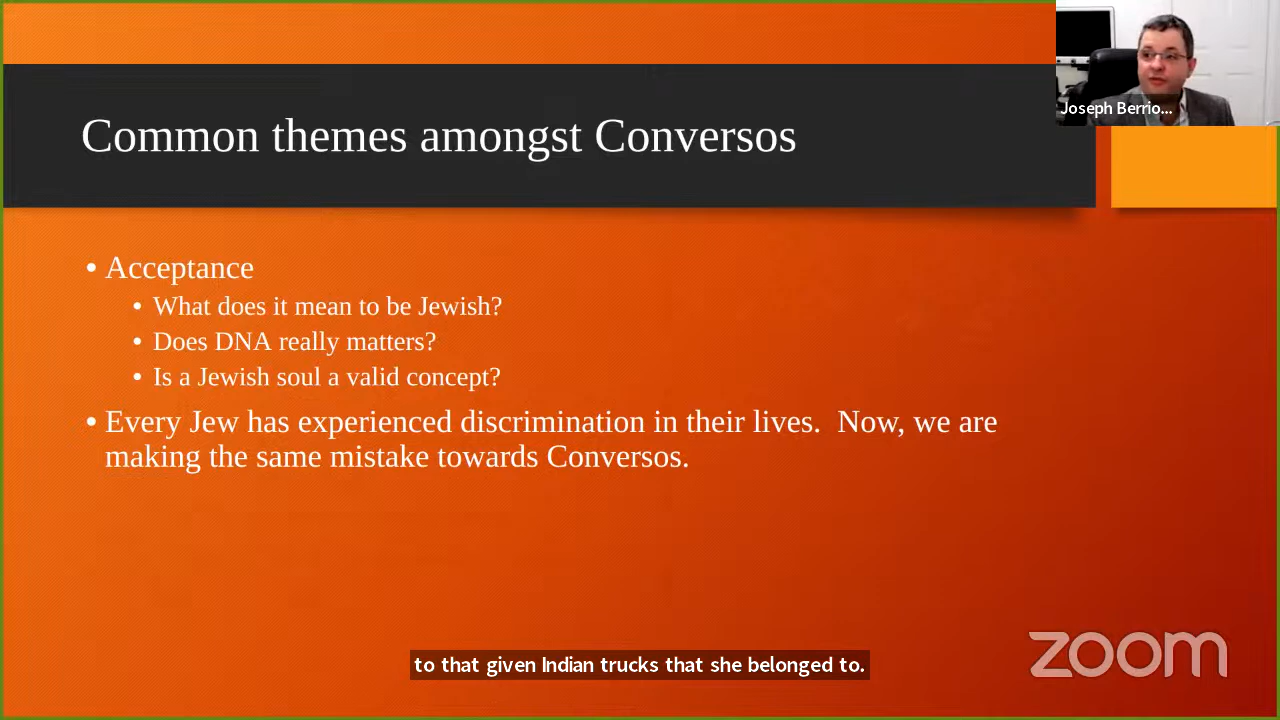 Joseph Berrio...
Common themes amongst Conversos
• Acceptance
• What does it mean to be Jewish?
• Does DNA really matters?
• Is a Jewish soul a valid concept?
• Every Jew has experienced discrimination in their lives.  Now, we are
making the same mistake towards Conversos.
to that given Indian trucks that she belonged to.
zoom